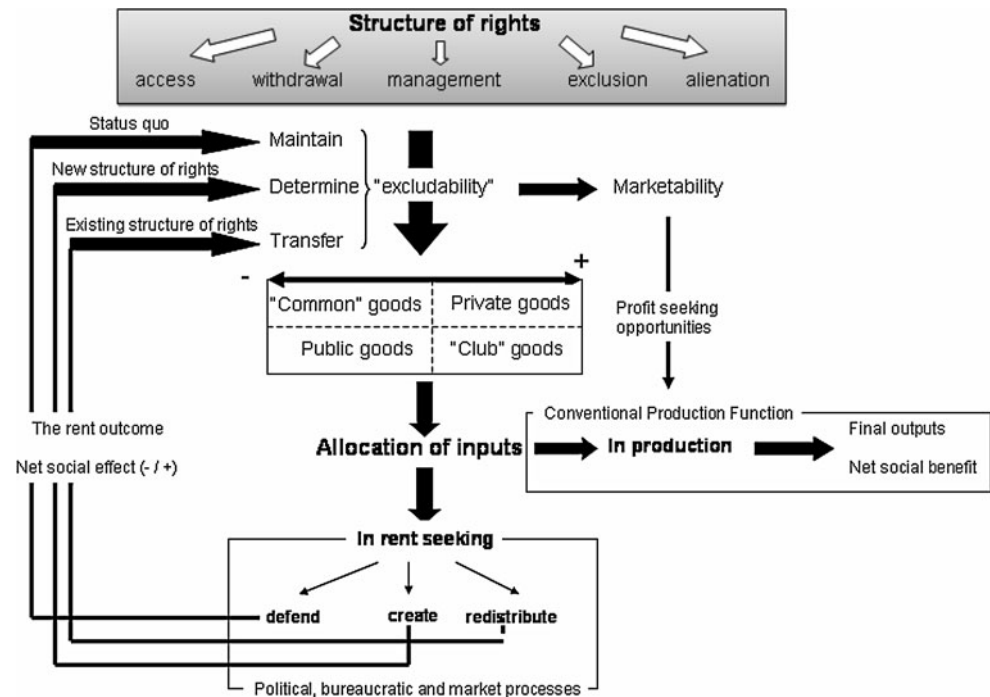 Structure of rights
access withdrawal management exclusion alienation
Status quo
Maintain
New structure of rights
Determine "excludability" Marketability
Existing structure of rights
Transfer
- +
"Common" goods Private goods
Public goods "Club" goods
Profit seeking
opportunities
The rent outcome
Net social effect (- / +)
Allocation of inputs
Conventional Production Function
In production
Final outputs
Net social benefit
In rent seeking
defend create redistribute
Political, bureaucratic and market processes